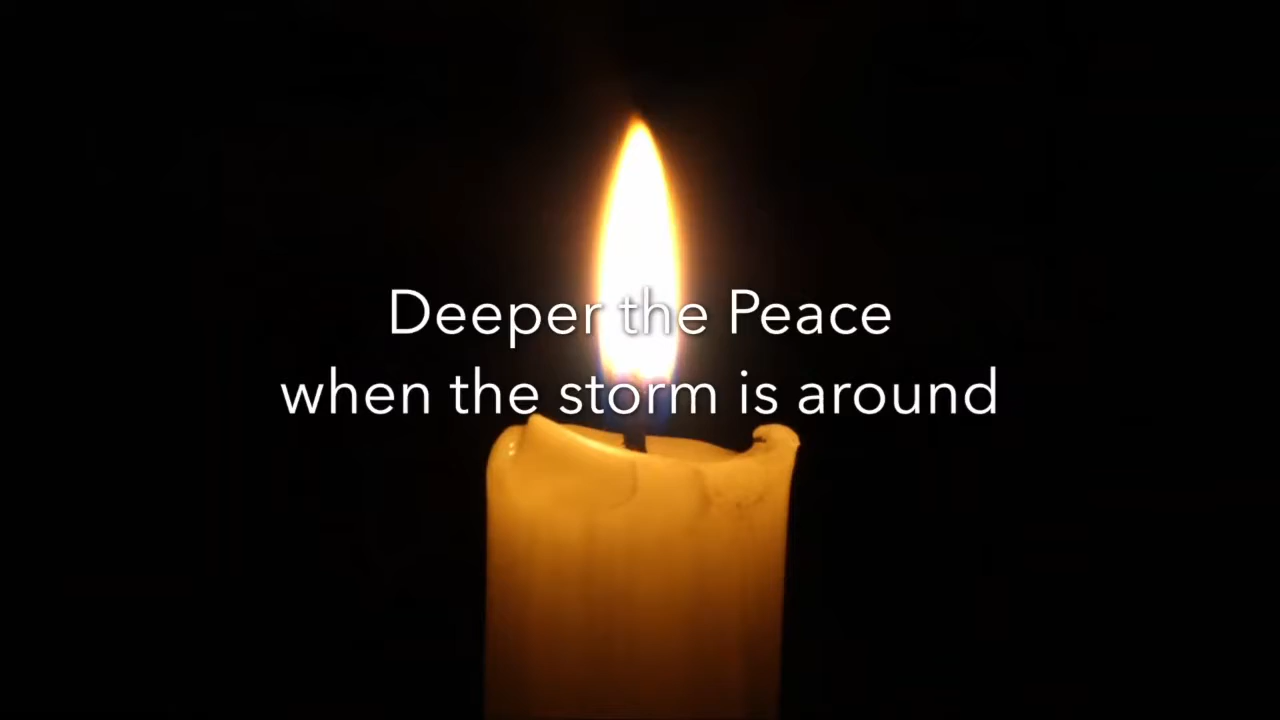 Deeper the Peace
when the storm is around